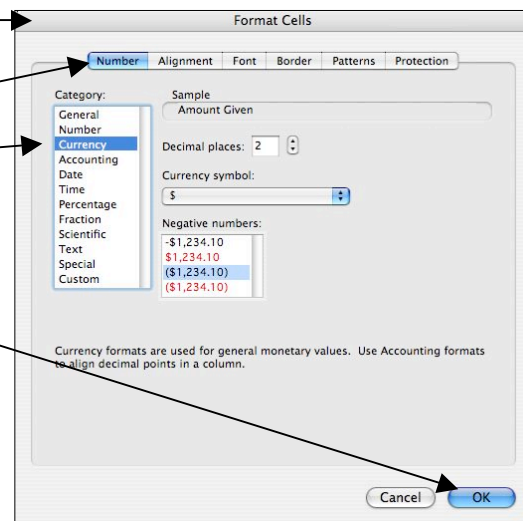 Format Cells
Number Alignment Font Border Patterns Protection
Category:
General
Number
Currency
Accounting
Date
Time
Percentage
Fraction
Scientific
Text
Special
Custom
Sample
Amount Given
Decimal places: 2
Currency symbol:
$
Negative numbers:
-$1,234.10
$1,234.10
($1,234.10)
($1,234.10)
Currency formats are used for general monetary values. Use Accounting formats
to align decimal points in a column.
Cancel OK